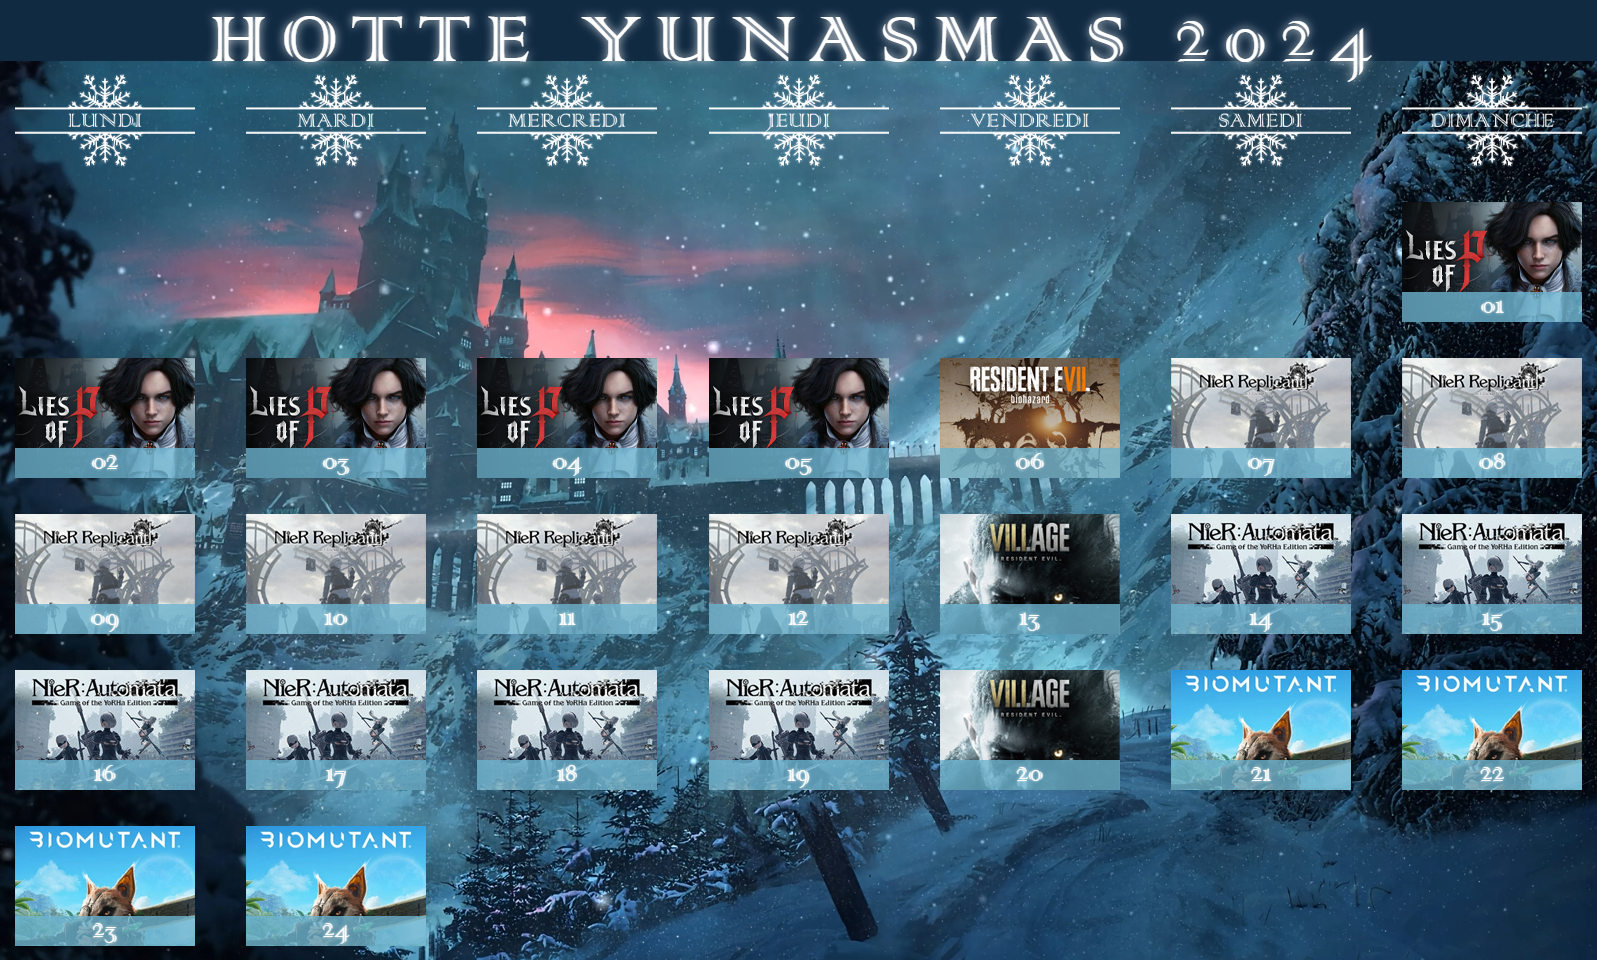 HOTTE YUNASMAS 2024
LUNDI MARDI MERCREDI JEUDI VENDREDI SAMEDI DIMANCHE
LIES
OF P
01
LIES
OF P
02
LIES
OF P
03
LIES
OF P
04
LIES
OF P
05
RESIDENT EVIL
biohazard
06
NieR Replicant
07
NieR Replicant
08
NieR Replicant
09
NieR Replicant
10
NieR Replicant
11
NieR Replicant
12
VILLAGE
RESIDENT EVIL
13
NieR:Automata
Game of the YoRHa Edition
14
NieR:Automata
Game of the YoRHa Edition
15
NieR:Automata
Game of the YoRHa Edition
16
NieR:Automata
Game of the YoRHa Edition
17
NieR:Automata
Game of the YoRHa Edition
18
NieR:Automata
Game of the YoRHa Edition
19
VILLAGE
RESIDENT EVIL
20
BIOMUTANT
21
BIOMUTANT
22
BIOMUTANT
23
BIOMUTANT
24